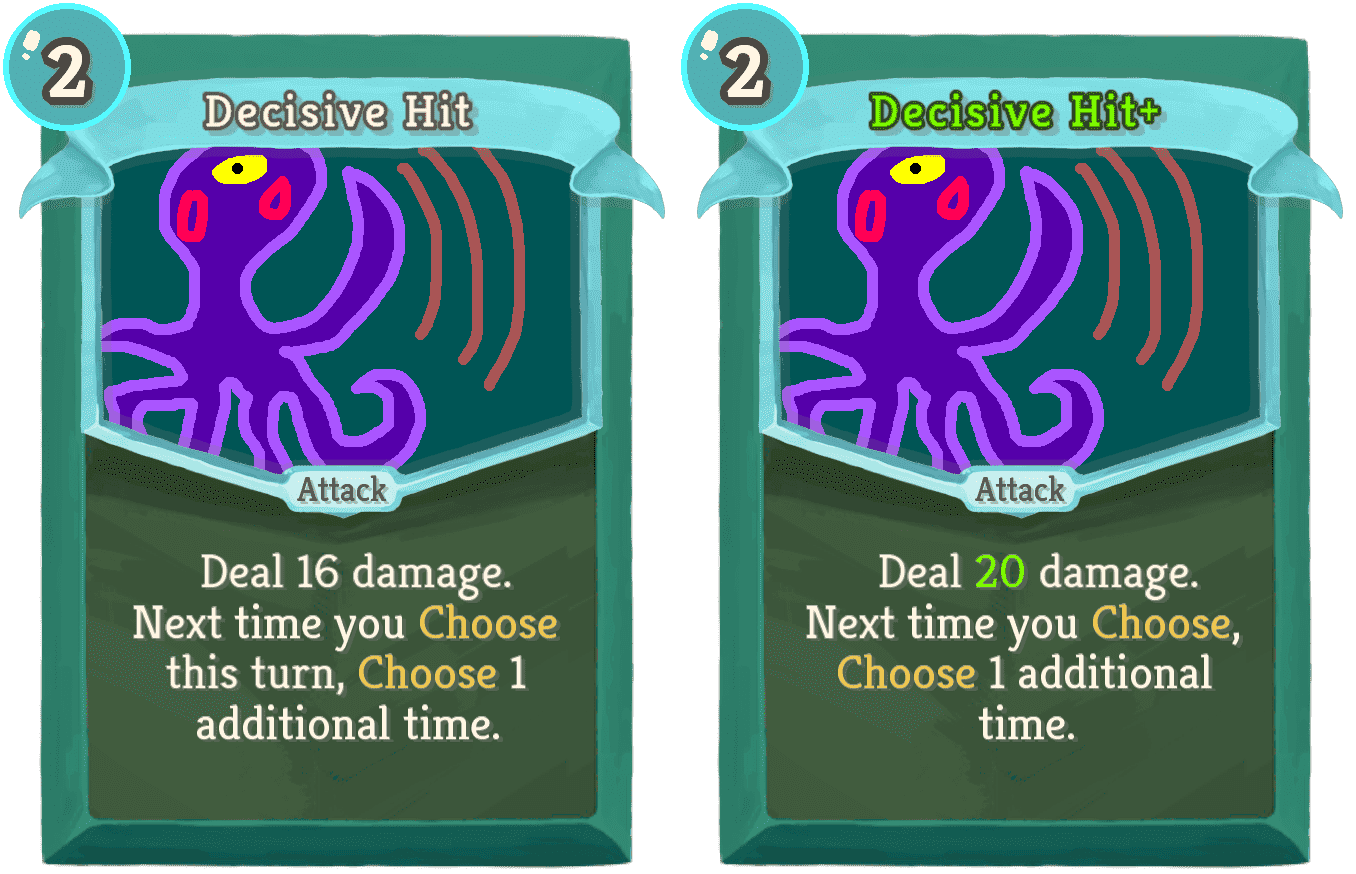 2
Decisive Hit
Attack
Deal 16 damage.
Next time you Choose
this turn, Choose 1
additional time.
2
Decisive Hit+
Attack
Deal 20 damage.
Next time you Choose,
Choose 1 additional
time.